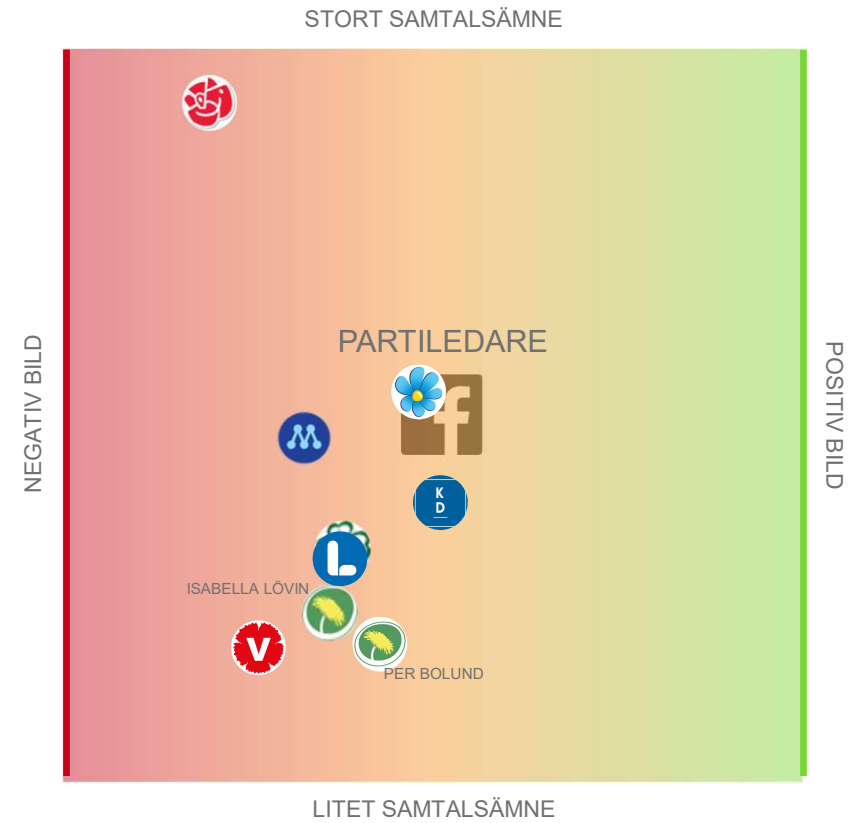 STORT SAMTALSÄMNE
NEGATIV BILD
PARTILEDARE
POSITIV BILD
f
M
K
D
L
ISABELLA LÖVIN
V
PER BOLUND
LITET SAMTALSÄMNE